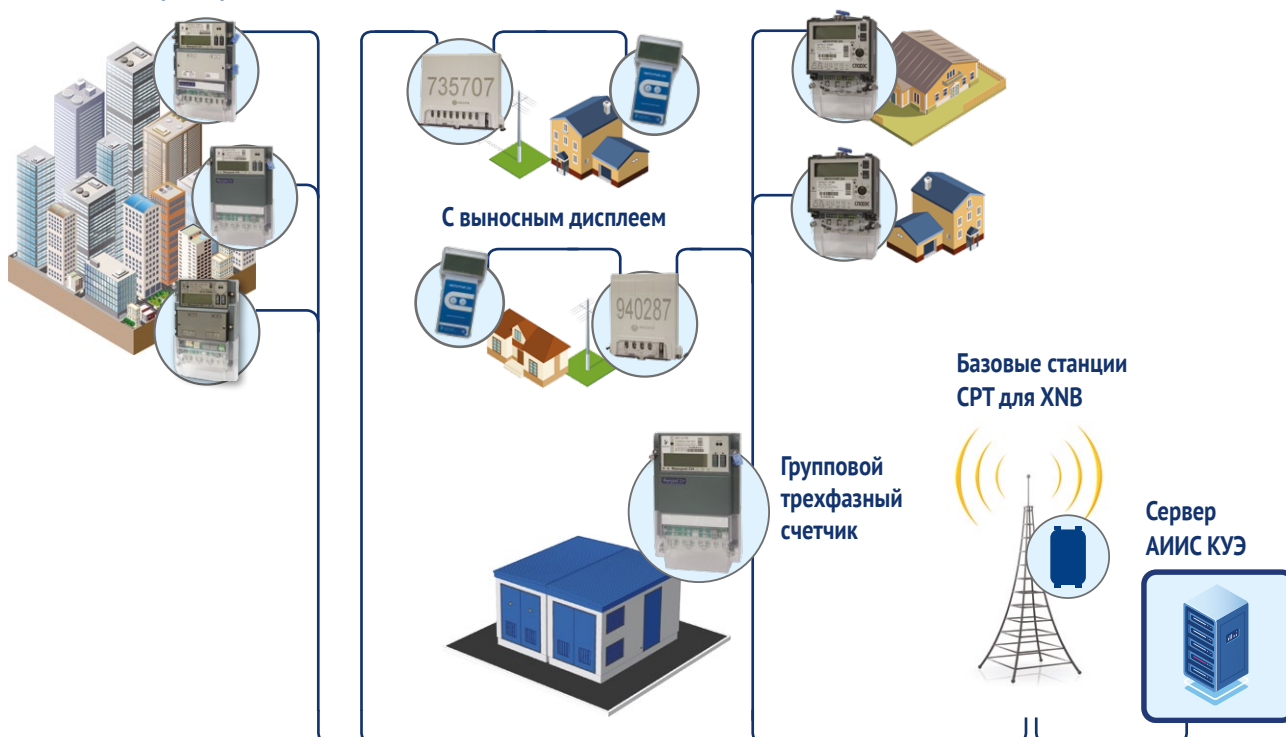 735707
С выносным дисплеем
940287
Базовые станции
СРТ для XNB
Групповой
трехфазный
счетчик
Сервер
АИИС КУЭ